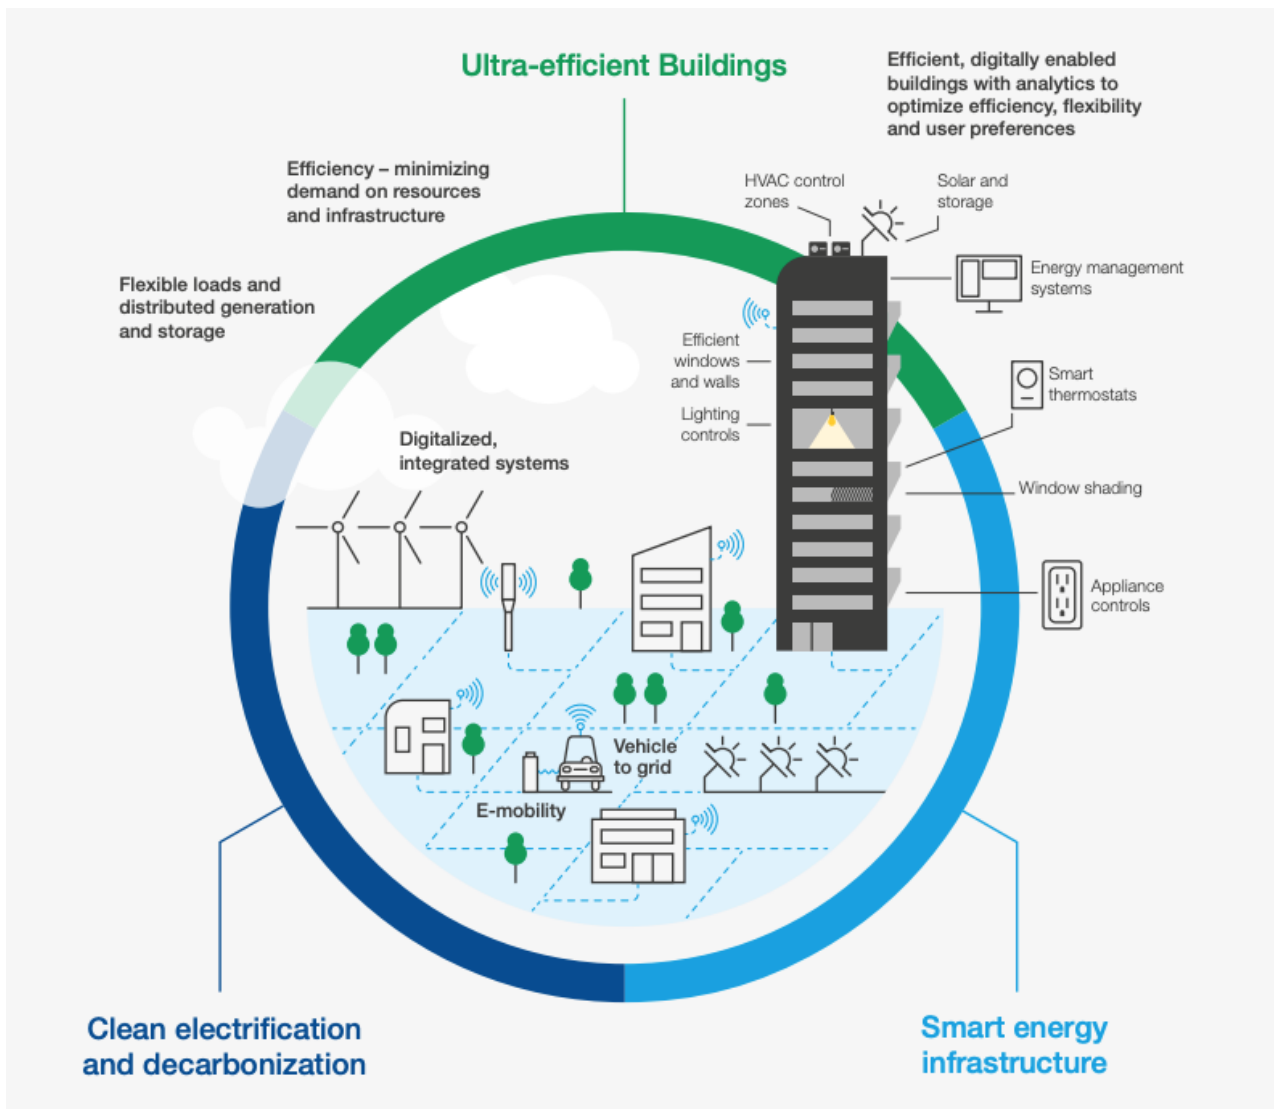 Ultra-efficient Buildings
Efficient, digitally enabled
buildings with analytics to
optimize efficiency, flexibility
and user preferences
Efficiency – minimizing
demand on resources
and infrastructure
HVAC control
zones
Solar and
storage
Flexible loads and
distributed generation
and storage
Energy management
systems
Efficient
windows
and walls
Smart
thermostats
Lighting
controls
Digitalized,
integrated systems
Window shading
Appliance
controls
Vehicle
to grid
E-mobility
Clean electrification
and decarbonization
Smart energy
infrastructure